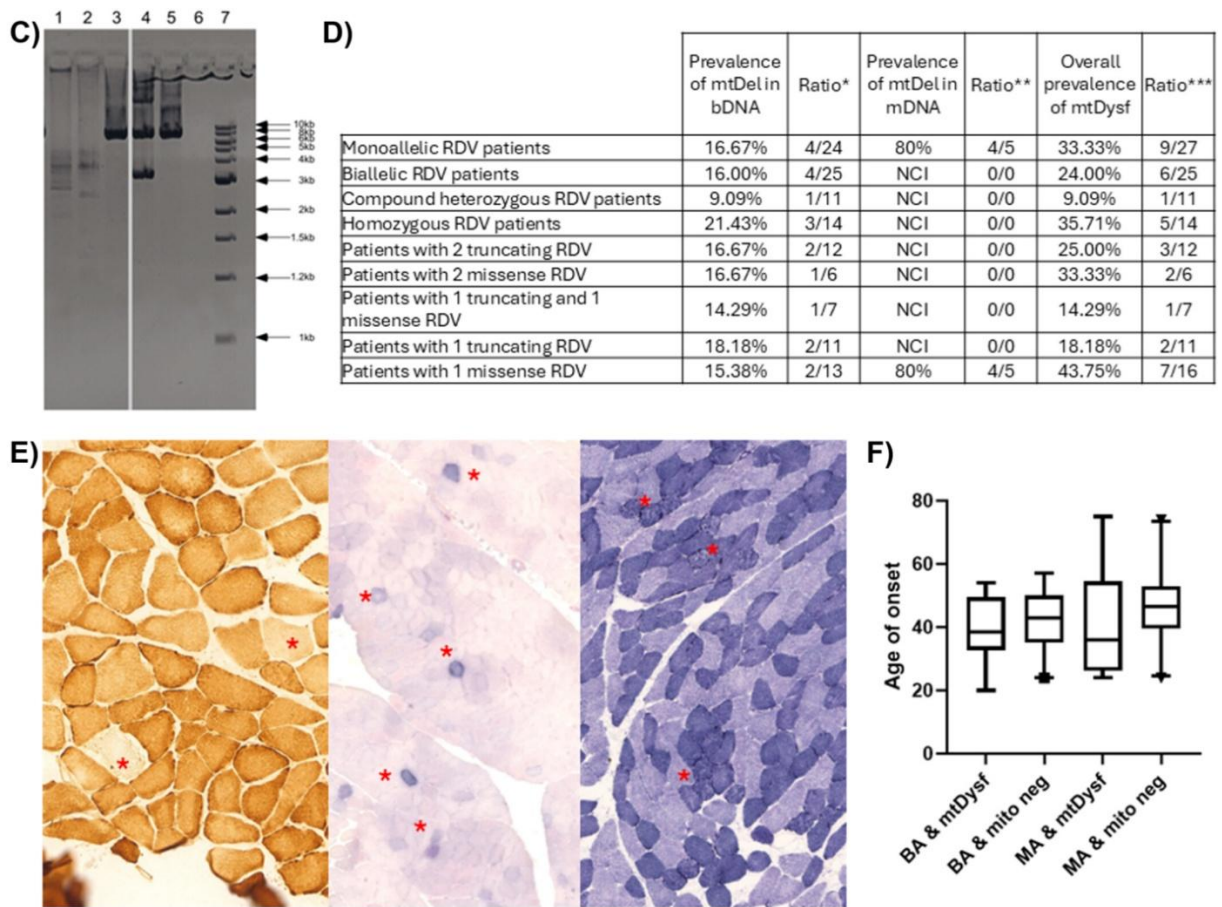 C)
1 2 3 4 5 6 7
10kb
8kb
6kb
5kb
4kb
3kb
2kb
1.5kb
1.2kb
1kb
D)
Prevalence of mtDel in bDNA Ratio* Prevalence of mtDel in mDNA Ratio** Overall prevalence of mtDysf Ratio***
Monoallelic RDV patients 16.67% 4/24 80% 4/5 33.33% 9/27
Biallelic RDV patients 16.00% 4/25 NCI 0/0 24.00% 6/25
Compound heterozygous RDV patients 9.09% 1/11 NCI 0/0 9.09% 1/11
Homozygous RDV patients 21.43% 3/14 NCI 0/0 35.71% 5/14
Patients with 2 truncating RDV 16.67% 2/12 NCI 0/0 25.00% 3/12
Patients with 2 missense RDV 16.67% 1/6 NCI 0/0 33.33% 2/6
Patients with 1 truncating and 1 missense RDV 14.29% 1/7 NCI 0/0 14.29% 1/7
Patients with 1 truncating RDV 18.18% 2/11 NCI 0/0 18.18% 2/11
Patients with 1 missense RDV 15.38% 2/13 80% 4/5 43.75% 7/16
E)
* * * * * * * * * *
F)
Age of onset
80
60
40
20
0
BA & mtDysf
BA & mito neg
MA & mtDysf
MA & mito neg